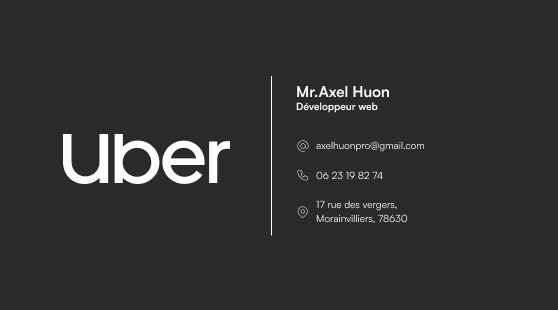 Uber
Mr.Axel Huon
Développeur web
axelhuonpro@gmail.com
06 23 19 82 74
17 rue des vergers,
Morainvilliers, 78630